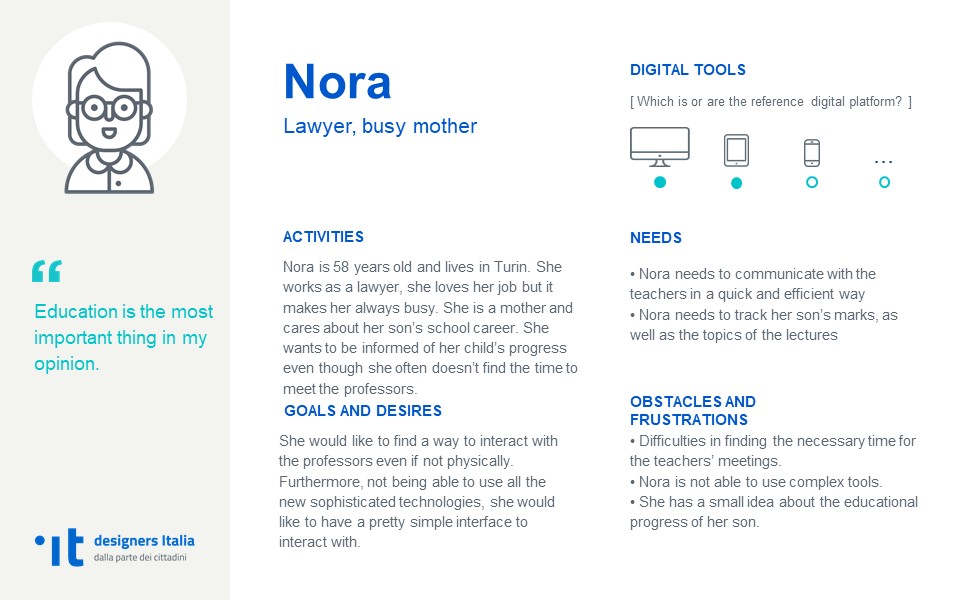 Nora
Lawyer, busy mother
“
Education is the most
important thing in my
opinion.
ACTIVITIES
Nora is 58 years old and lives in Turin. She
works as a lawyer, she loves her job but it
makes her always busy. She is a mother and
cares about her son’s school career. She
wants to be informed of her child’s progress
even though she often doesn’t find the time to
meet the professors.
GOALS AND DESIRES
She would like to find a way to interact with
the professors even if not physically.
Furthermore, not being able to use all the
new sophisticated technologies, she would
like to have a pretty simple interface to
interact with.
DIGITAL TOOLS
[ Which is or are the reference digital platform? ]
...
NEEDS
• Nora needs to communicate with the
teachers in a quick and efficient way
• Nora needs to track her son’s marks, as
well as the topics of the lectures
OBSTACLES AND
FRUSTRATIONS
• Difficulties in finding the necessary time for
the teachers’ meetings.
• Nora is not able to use complex tools.
• She has a small idea about the educational
progress of her son.
it designers Italia
dalla parte dei cittadini